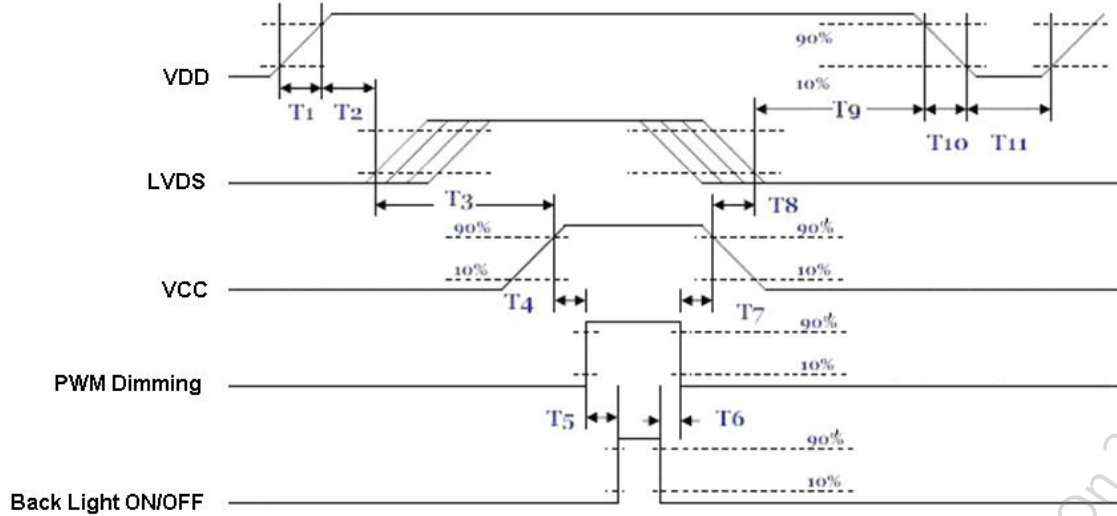 90%
VDD
10%
T1 T2
T9
T10 T11
LVDS
T3
T8
90%
90%
10%
10%
VCC
T4
T7
90%
PWM Dimming
10%
T5
T6
90%
10%
Back Light ON/OFF
On